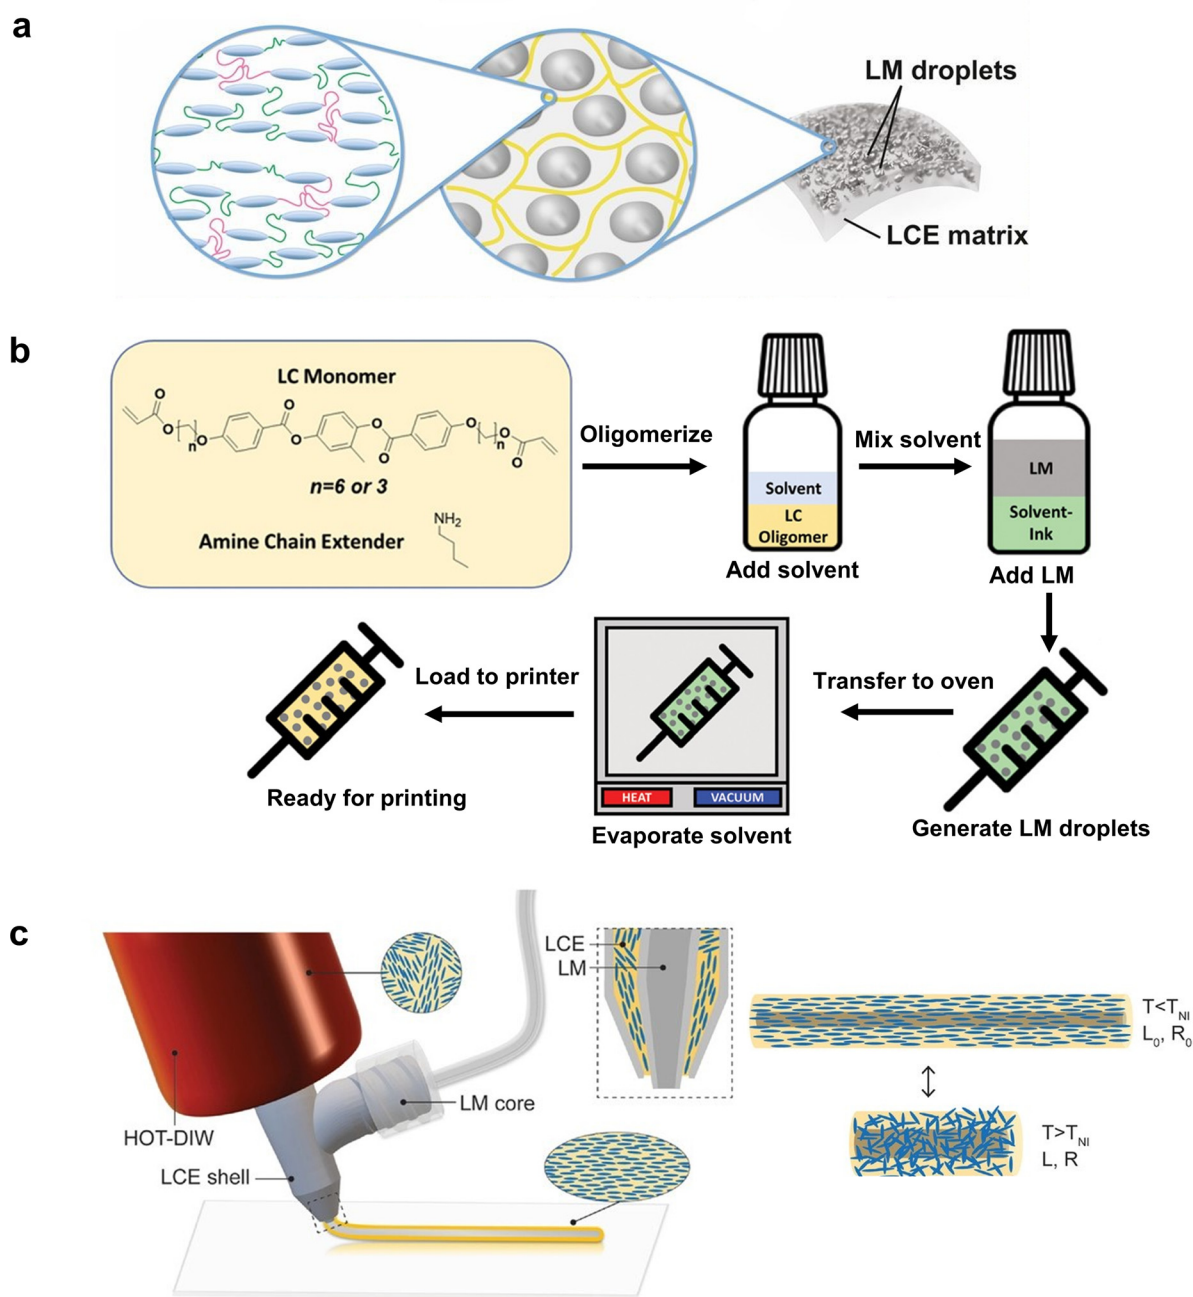 a
LM droplets
LCE matrix
b
LC Monomer
O
O
n
O
O
O
O
O
O
n
O
O
n=6 or 3
NH2
Amine Chain Extender
Oligomerize
Solvent
LC
Oligomer
Add solvent
Mix solvent
LM
Solvent-
Ink
Add LM
Load to printer
Ready for printing
HEAT
VACUUM
Evaporate solvent
Transfer to oven
Generate LM droplets
c
LCE
LM
T<TNI
L0, R0
LM core
HOT-DIW
LCE shell
T>TNI
L, R